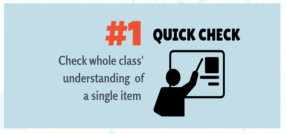 #1 QUICK CHECK
Check whole class'
understanding of
a single item